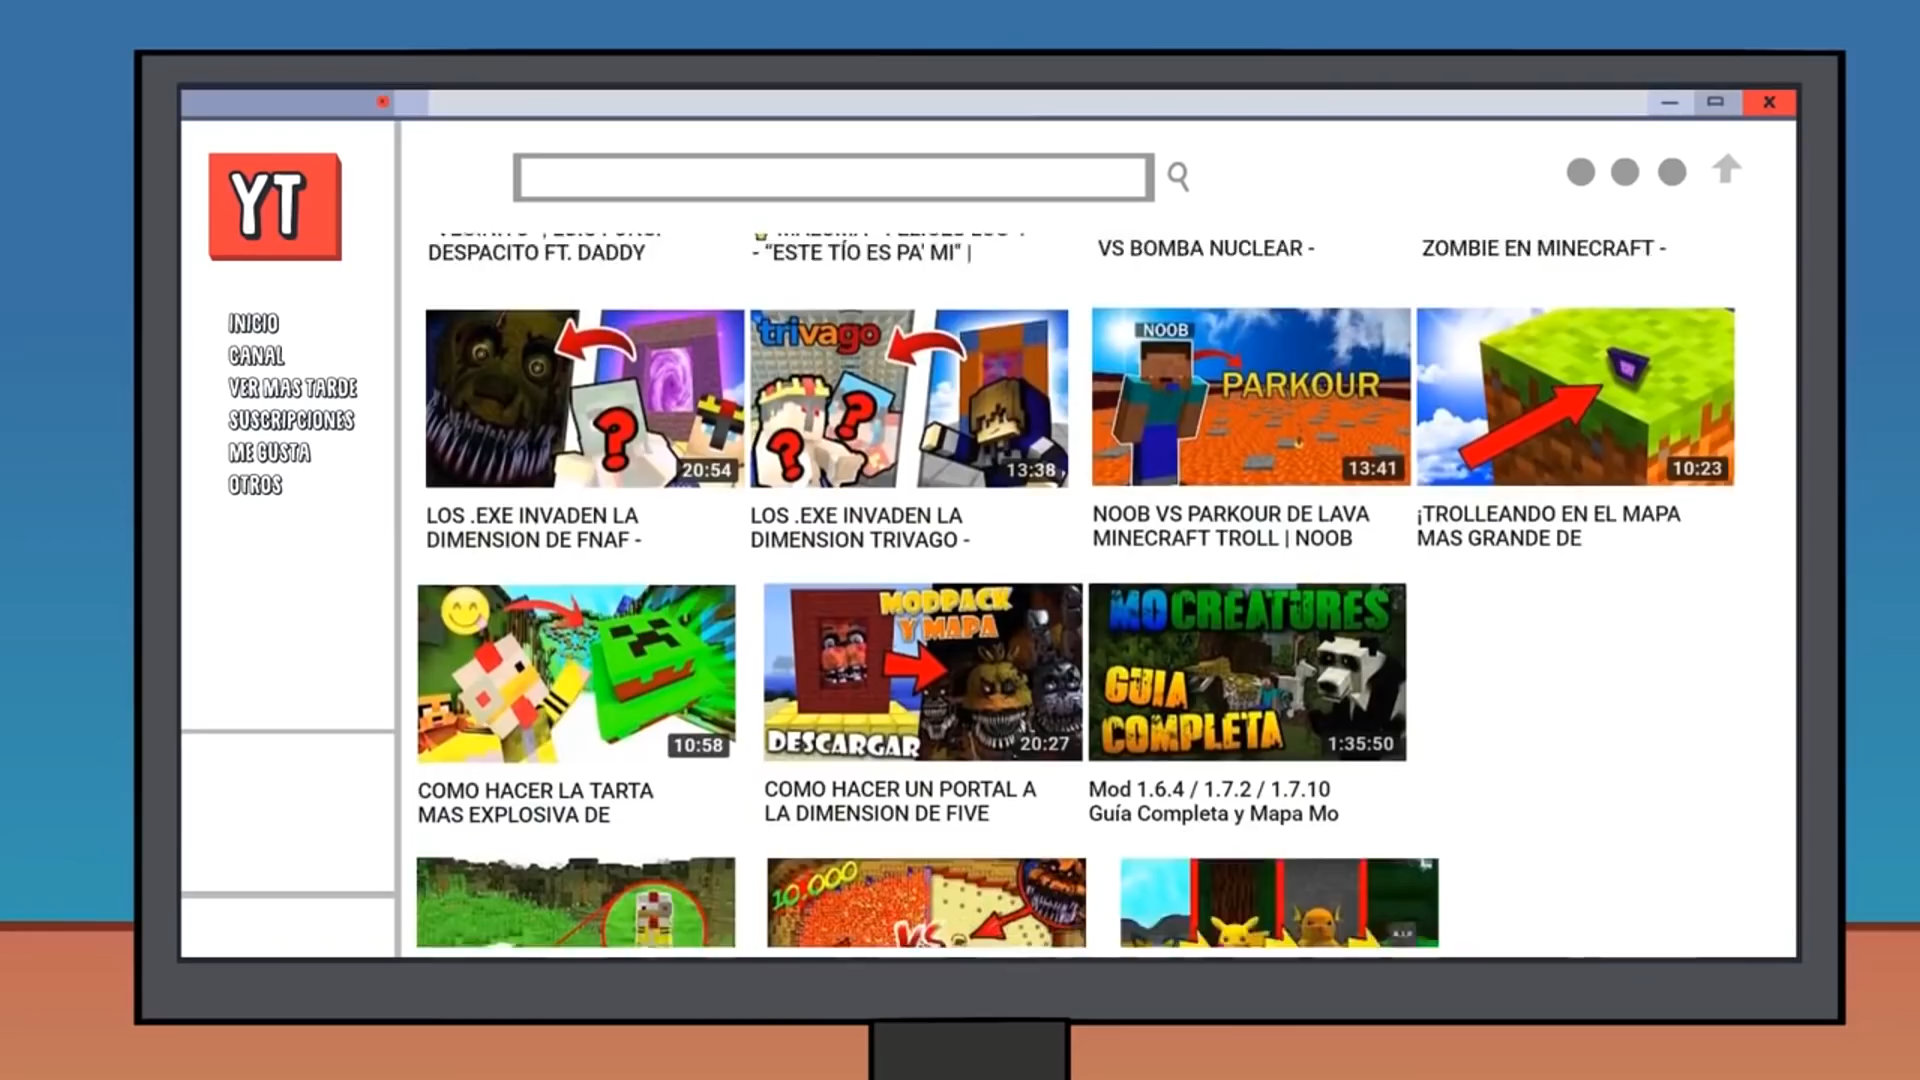 YT
INICIO
CANAL
VER MAS TARDE
SUSCRIPCIONES
ME GUSTA
OTROS
DESPACITO FT. DADDY
- “ESTE TÍO ES PA' MI" |
VS BOMBA NUCLEAR -
ZOMBIE EN MINECRAFT -
20:54
trivago
13:38
NOOB
PARKOUR
13:41
10:23
LOS .EXE INVADEN LA
DIMENSION DE FNAF -
LOS .EXE INVADEN LA
DIMENSION TRIVAGO -
NOOB VS PARKOUR DE LAVA
MINECRAFT TROLL | NOOB
¡TROLLEANDO EN EL MAPA
MAS GRANDE DE
10:58
MODPACK
Y MAPA
DESCARGAR
20:27
MO CREATURES
GUIA
COMPLETA
1:35:50
COMO HACER LA TARTA
MAS EXPLOSIVA DE
COMO HACER UN PORTAL A
LA DIMENSION DE FIVE
Mod 1.6.4 / 1.7.2 / 1.7.10
Guía Completa y Mapa Mo
10.000
VS